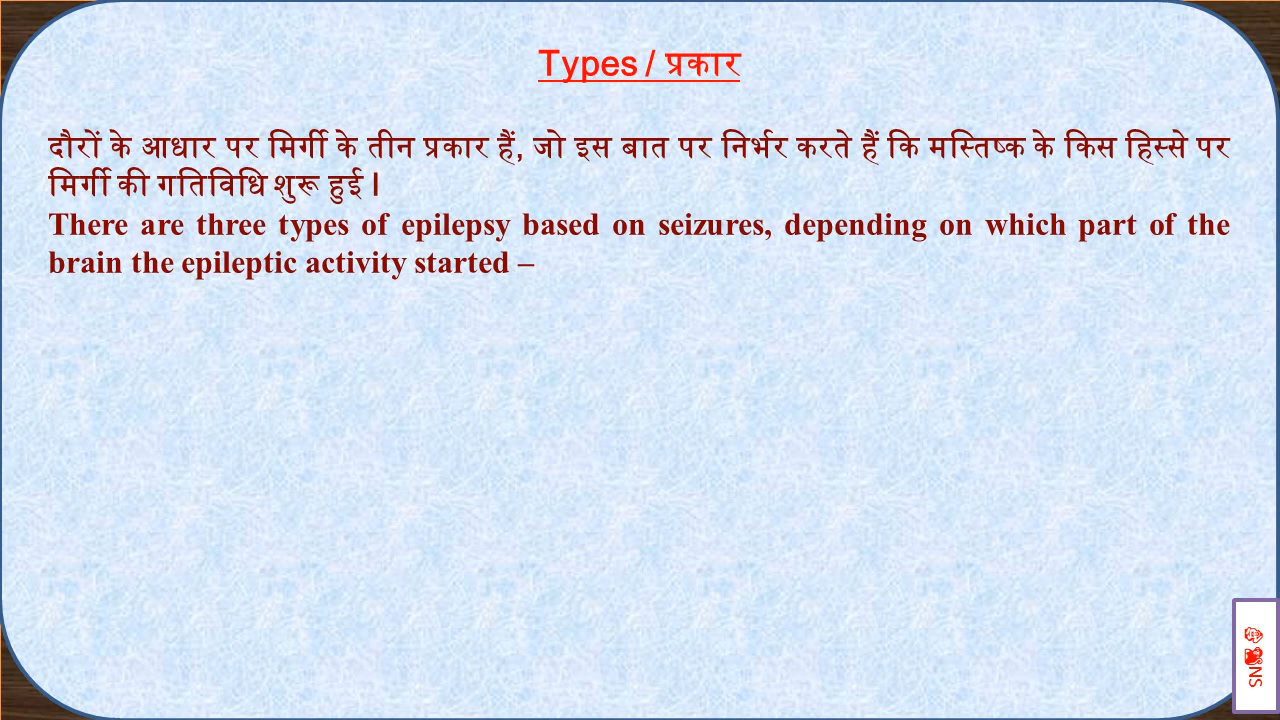 Types / प्रकार
दौरों के आधार पर मिर्गी के तीन प्रकार हैं, जो इस बात पर निर्भर करते हैं कि मस्तिष्क के किस हिस्से पर
मिर्गी की गतिविधि शुरू हुई l
There are three types of epilepsy based on seizures, depending on which part of the
brain the epileptic activity started –
NS